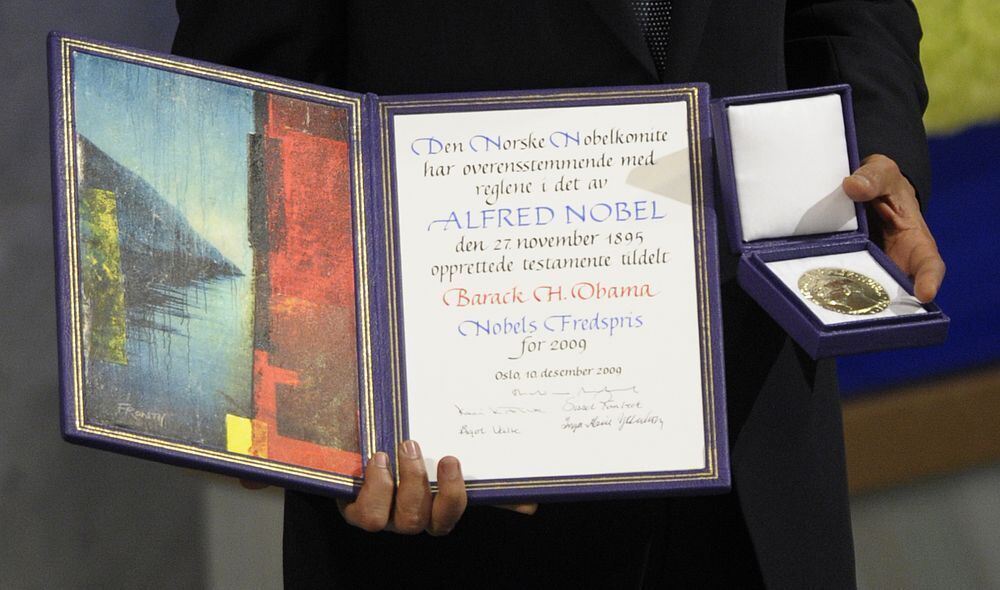 Den Norske Nobelkomite
har overensstemmende med
reglene i det av
ALFRED NOBEL
den 27. november 1895
opprettede testamente tildelt
Barack H. Obama
Nobels Fredspris
for 2009
Oslo, 10. desember 2009